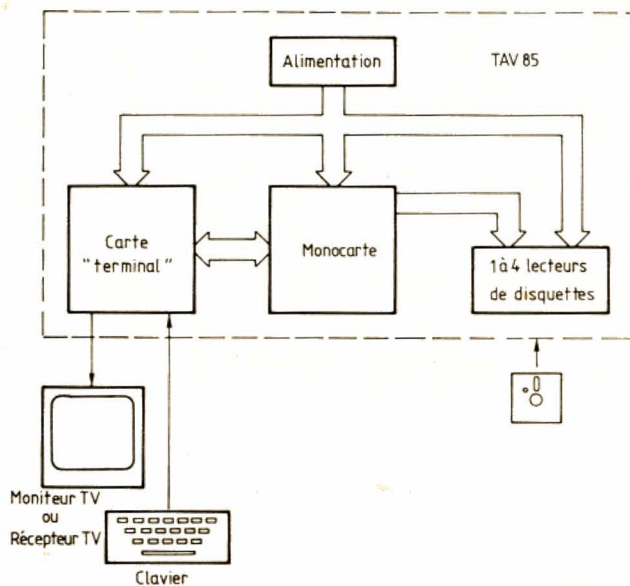 Alimentation
TAV 85
Carte
"terminal"
Monocarte
1 à 4 lecteurs
de disquettes
Moniteur TV
ou
Récepteur TV
Clavier